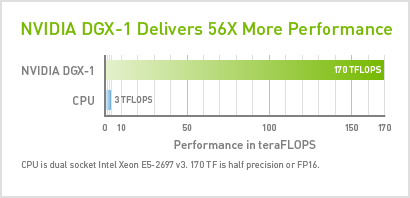 NVIDIA DGX-1 Delivers 56X More Performance
NVIDIA DGX-1
170 TFLOPS
CPU
3 TFLOPS
0 10 50 100 150 170
Performance in teraFLOPS
CPU is dual socket Intel Xeon E5-2697 v3. 170 TF is half precision or FP16.